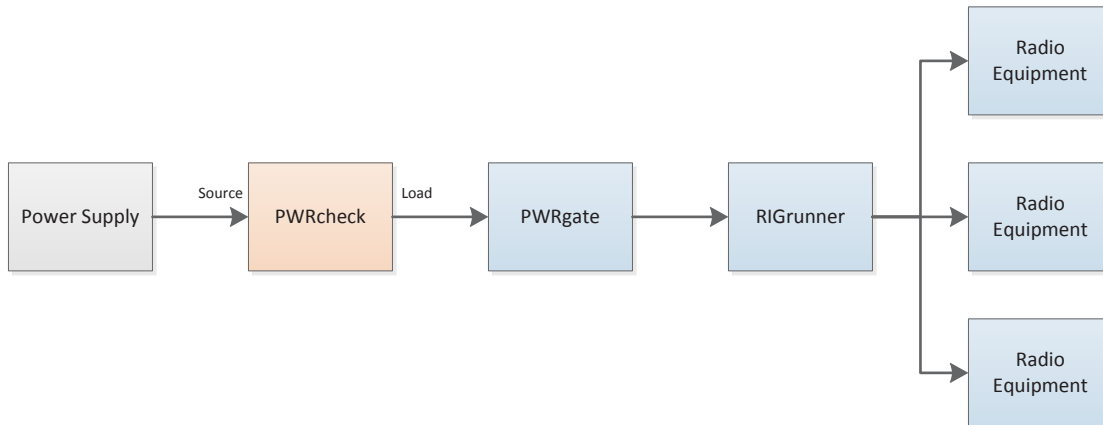 Radio
Equipment
Power Supply
Source
PWRcheck
Load
PWRgate
RIGrunner
Radio
Equipment
Radio
Equipment